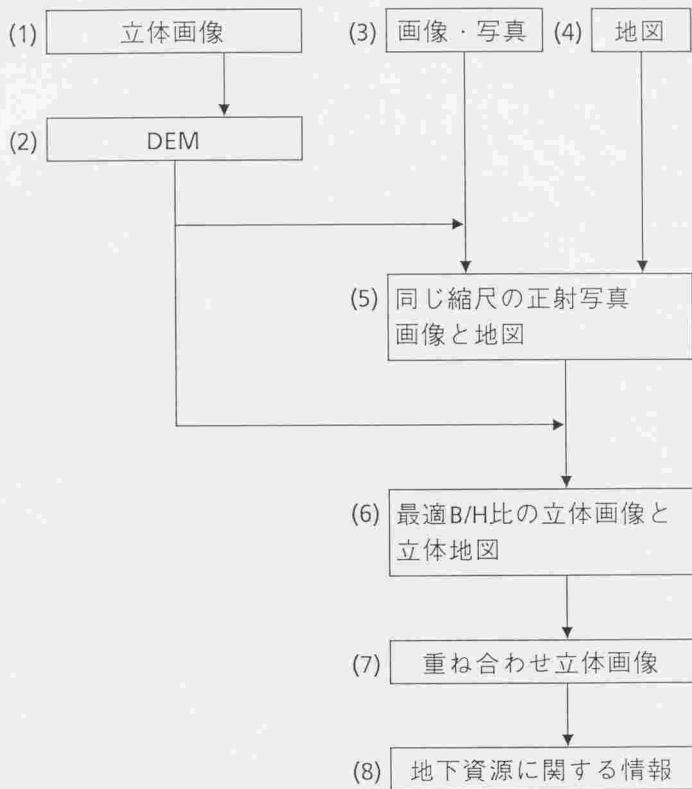 (1) 立体画像
(3) 画像・写真
(4) 地図
(2) DEM
(5) 同じ縮尺の正射写真
画像と地図
(6) 最適B/H比の立体画像と
立体地図
(7) 重ね合わせ立体画像
(8) 地下資源に関する情報